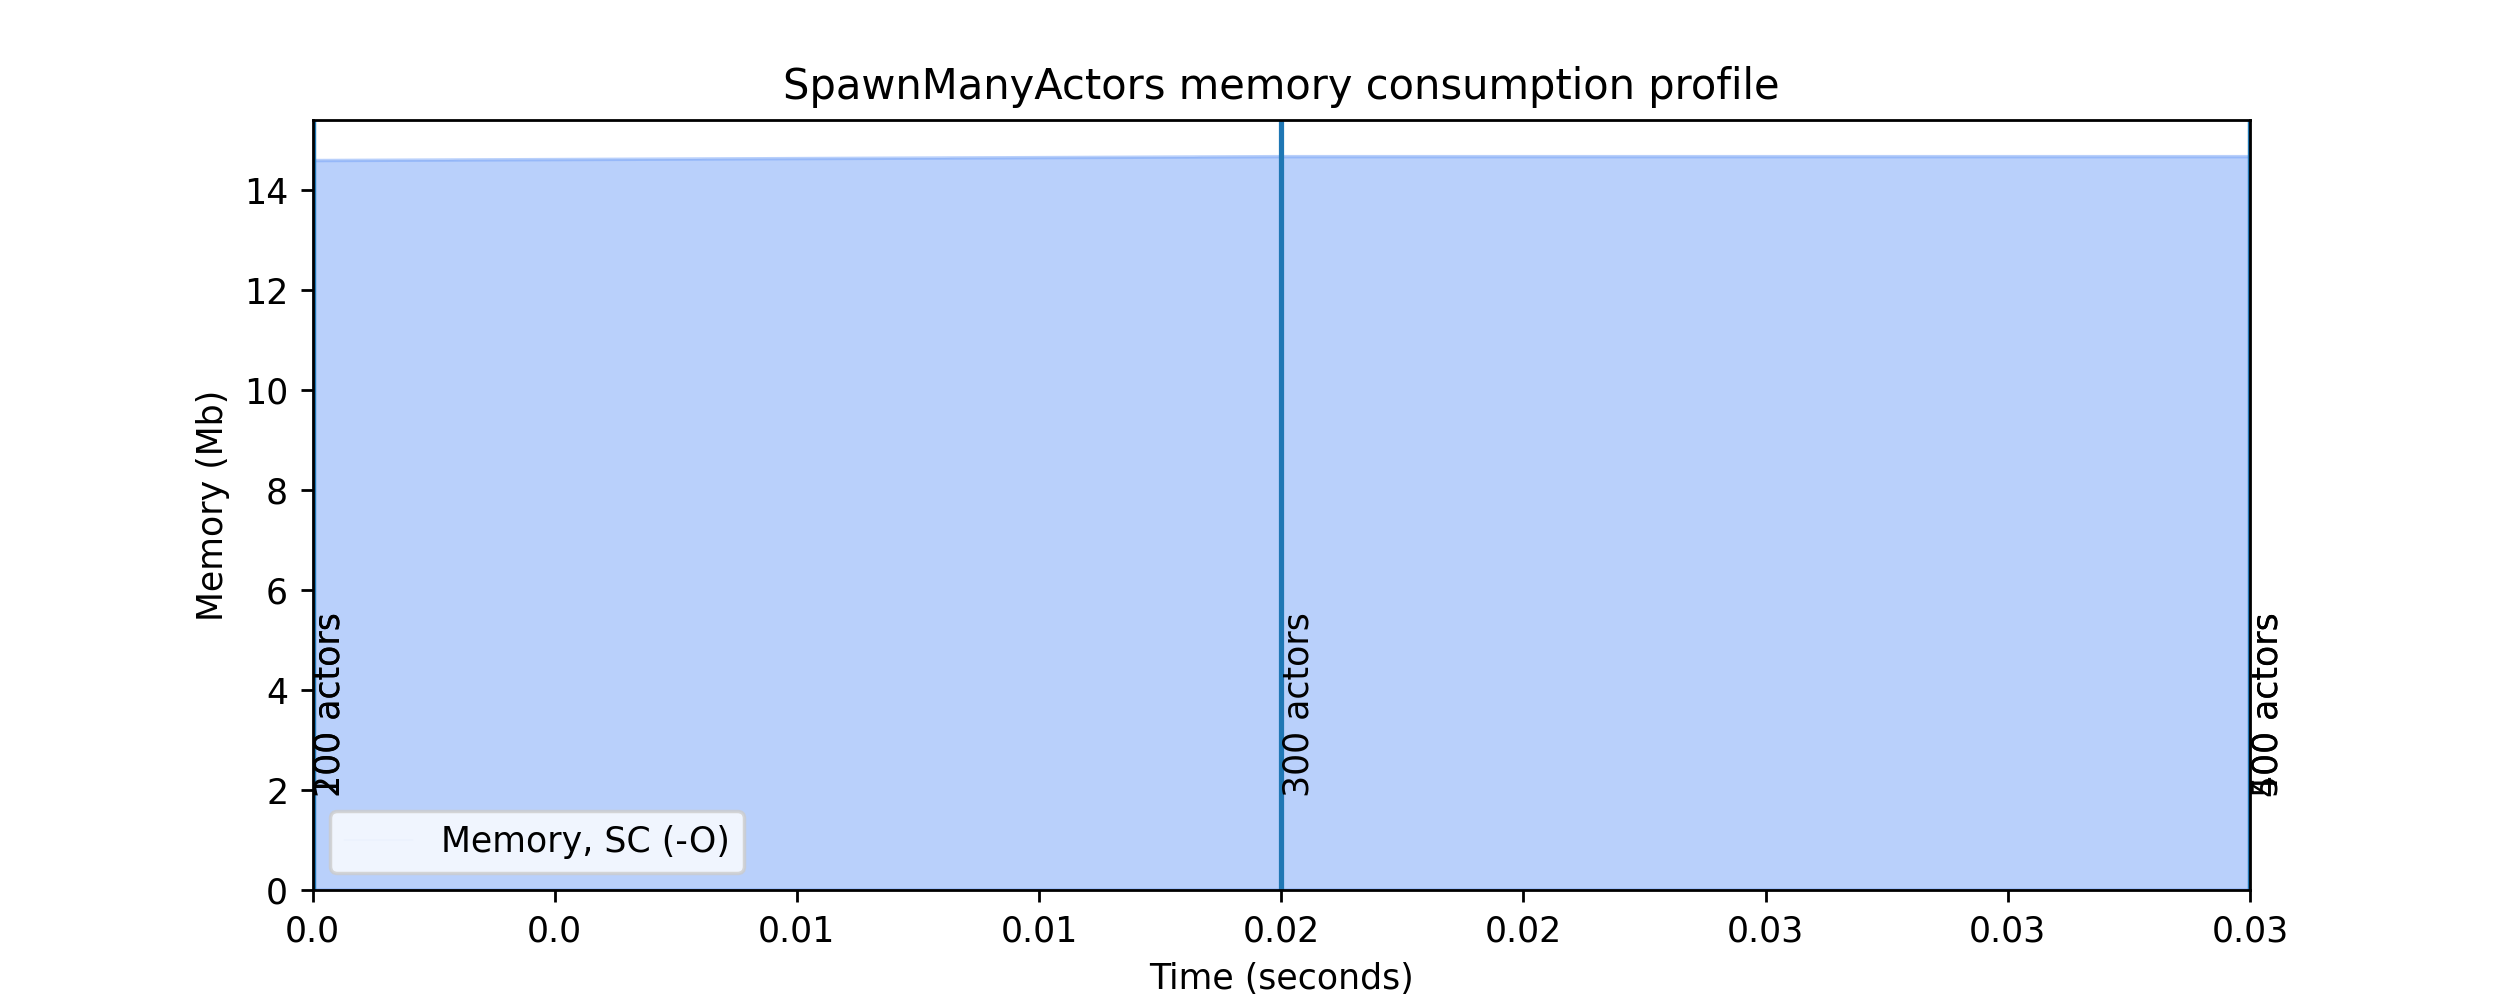 SpawnManyActors memory consumption profile
Memory (Mb)
14
12
10
8
6
4
2
0
200 actors
300 actors
00 actors
Memory, SC (-O)
0.0 0.0 0.01 0.01 0.02 0.02 0.03 0.03 0.03
Time (seconds)